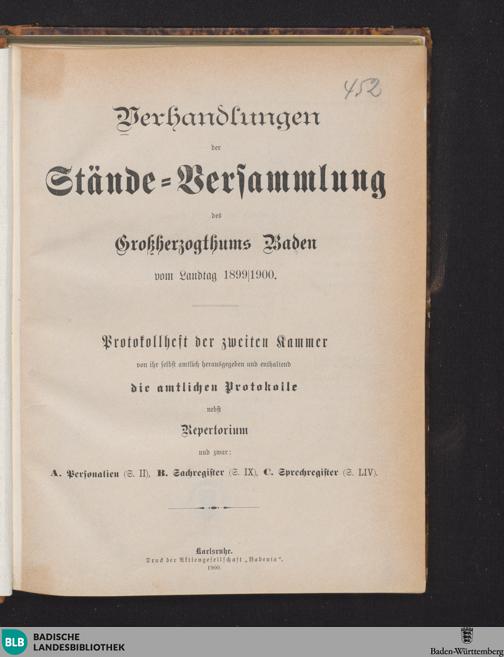 452
Verhandlungen
der
Stände-Versammlung
des
Großherzogthums Baden
vom Landtag 1899/1900.
Protokollheft der zweiten Kammer
von ihr selbst amtlich herausgegeben und enthaltend
die amtlichen Protokolle
nebst
Repertorium
und zwar:
A. Personalien (S. II), B. Sachregister (S. IX), C. Sprechregister (S. LIV).
Karlsruhe.
Druck der Aktiengesellschaft „Badenia“.
1900.
BLB BADISCHE
LANDESBIBLIOTHEK
Baden-Württemberg